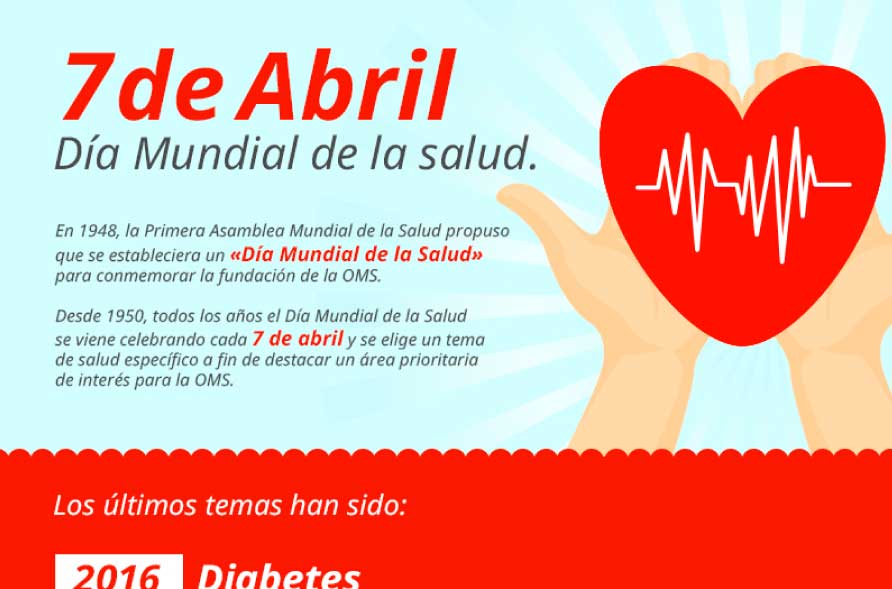 7 de Abril
Día Mundial de la salud.
En 1948, la Primera Asamblea Mundial de la Salud propuso
que se estableciera un «Día Mundial de la Salud»
para conmemorar la fundación de la OMS.
Desde 1950, todos los años el Día Mundial de la Salud
se viene celebrando cada 7 de abril y se elige un tema
de salud específico a fin de destacar un área prioritaria
de interés para la OMS.
Los últimos temas han sido:
2016 Diabetes